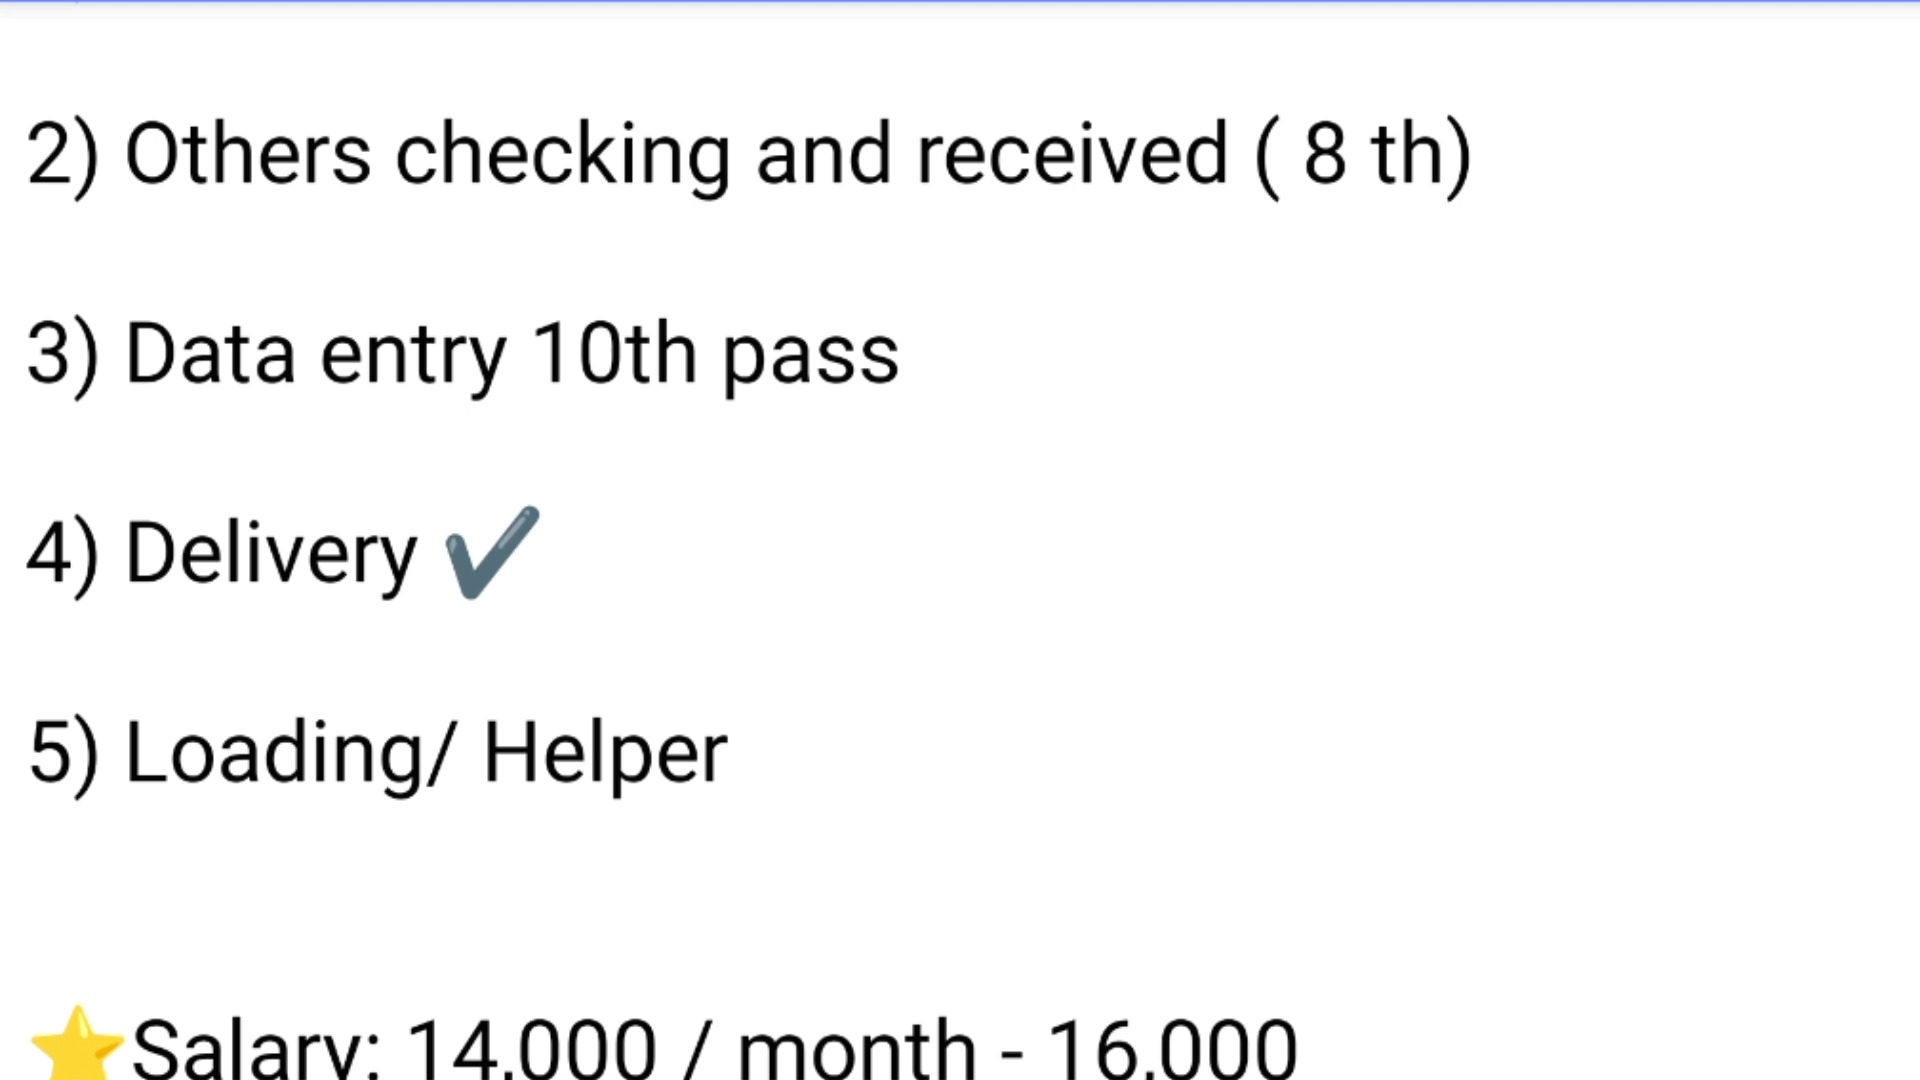 2) Others checking and received ( 8 th)
3) Data entry 10th pass
4) Delivery ✔️
5) Loading/ Helper
⭐Salary: 14,000 / month - 16,000